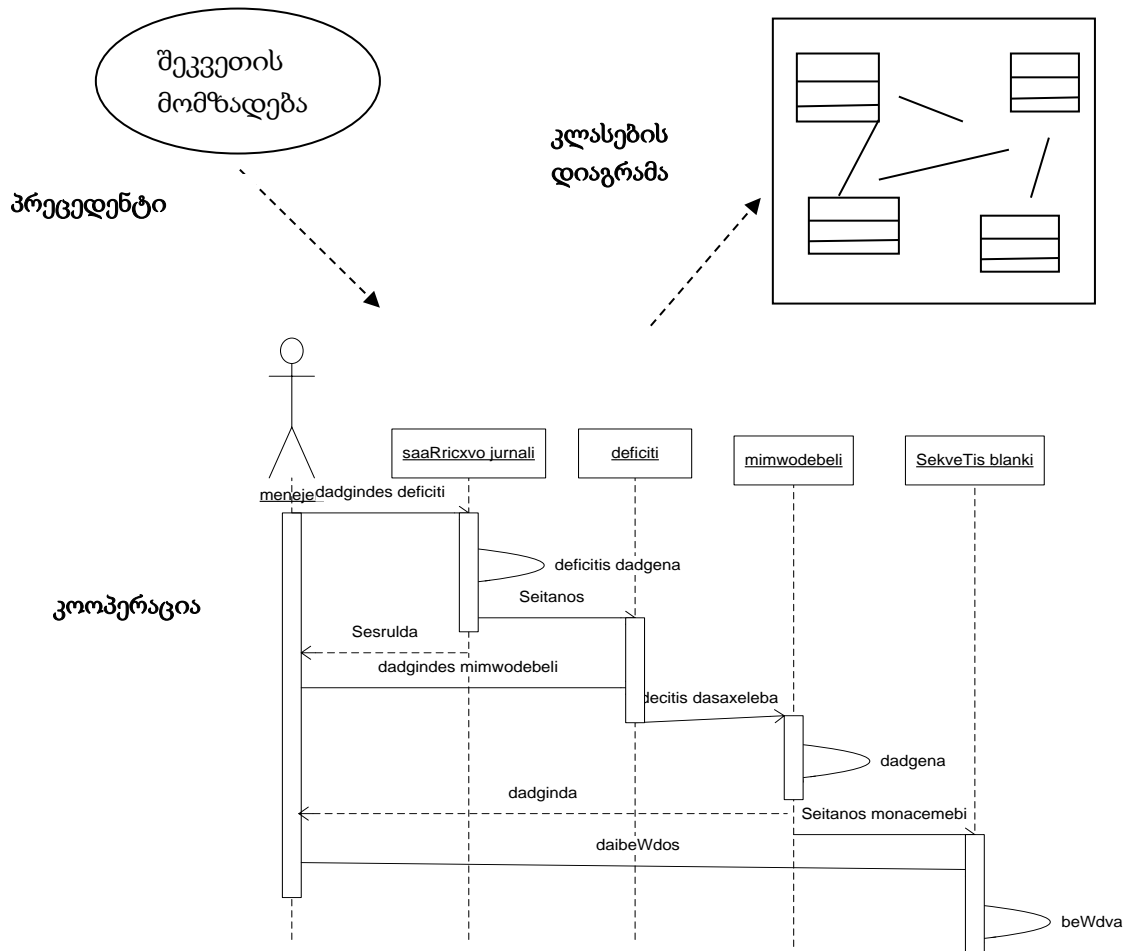 შეკვეთის
მომზადება
კლასების
დიაგრამა
პრეცედენტი
saaRricxvo jurnali
deficiti
mimwodebeli
SekveTis blanki
meneje
dadgindes deficiti
deficitis dadgena
Seitanos
კოოპერაცია
Sesrulda
dadgindes mimwodebeli
decitis dasaxeleba
dadgena
dadginda
Seitanos monacemebi
daibeWdos
beWdva